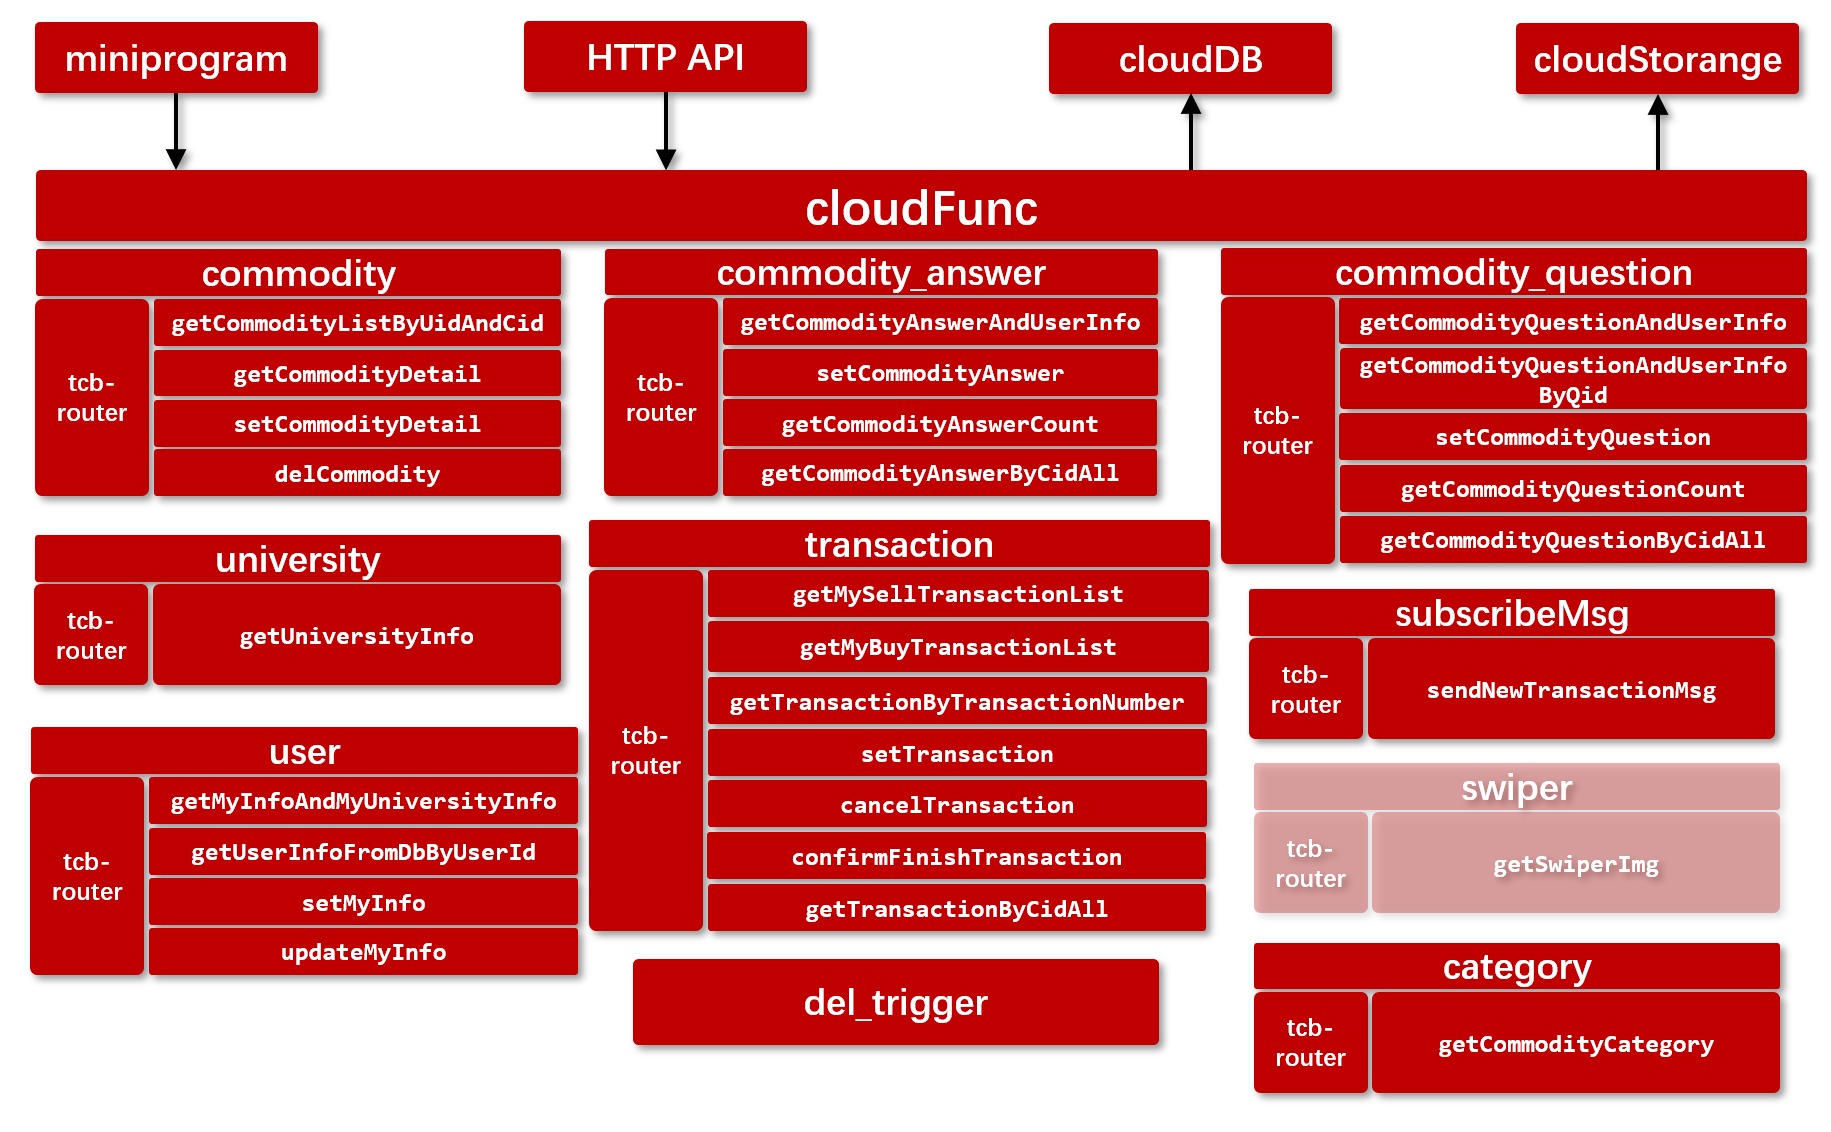 miniprogram
HTTP API
cloudDB
cloudStorange
cloudFunc
commodity
tcb-
router
getCommodityListByUidAndCid
getCommodityDetail
setCommodityDetail
delCommodity
commodity_answer
tcb-
router
getCommodityAnswerAndUserInfo
setCommodityAnswer
getCommodityAnswerCount
getCommodityAnswerByCidAll
commodity_question
tcb-
router
getCommodityQuestionAndUserInfo
getCommodityQuestionAndUserInfo
ByQid
setCommodityQuestion
getCommodityQuestionCount
getCommodityQuestionByCidAll
university
tcb-
router
getUniversityInfo
transaction
tcb-
router
getMySellTransactionList
getMyBuyTransactionList
getTransactionByTransactionNumber
setTransaction
cancelTransaction
confirmFinishTransaction
getTransactionByCidAll
subscribeMsg
tcb-
router
sendNewTransactionMsg
user
tcb-
router
getMyInfoAndMyUniversityInfo
getUserInfoFromDbByUserId
setMyInfo
updateMyInfo
swiper
tcb-
router
getSwiperImg
del_trigger
category
tcb-
router
getCommodityCategory